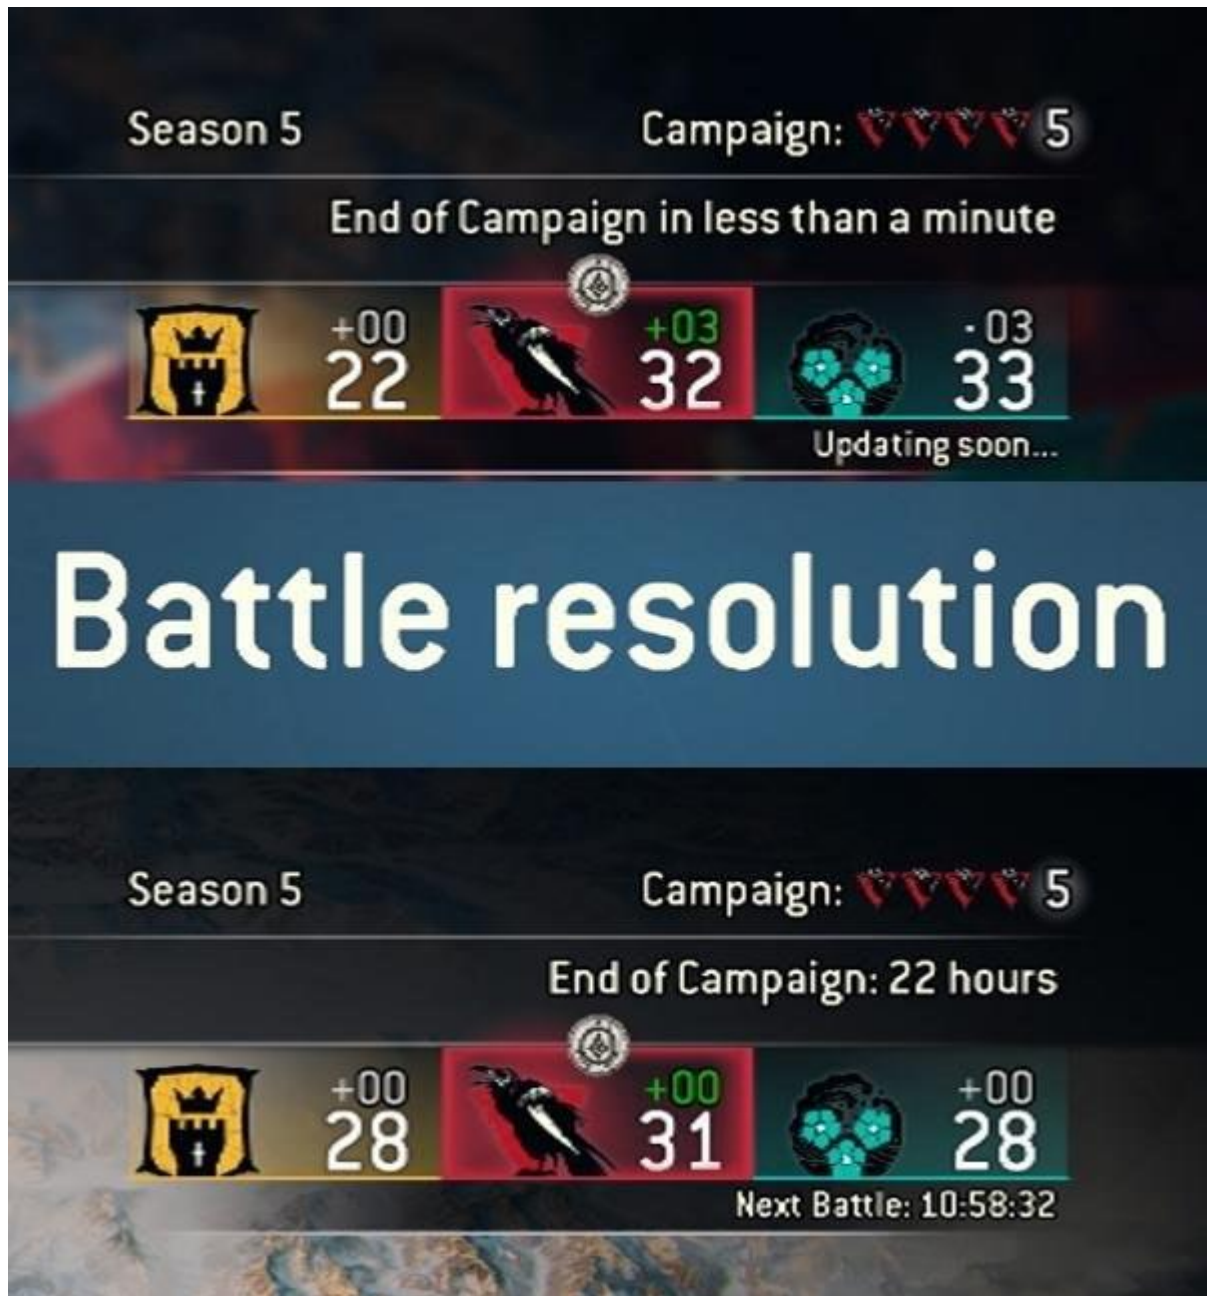 Season 5 Campaign: 5
End of Campaign in less than a minute
+00 +03 -03
22 32 33
Updating soon...
Battle resolution
Season 5 Campaign: 5
End of Campaign: 22 hours
+00 +00 +00
28 31 28
Next Battle: 10:58:32